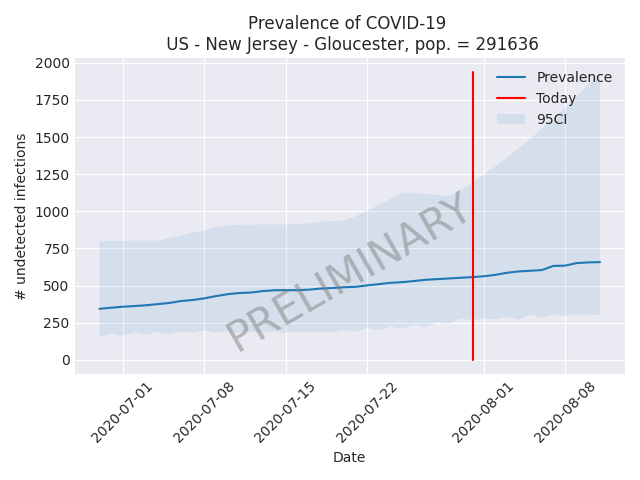 Prevalence of COVID-19
US - New Jersey - Gloucester, pop. = 291636
# undetected infections
2000
1750
1500
1250
1000
750
500
250
0
Prevalence
Today
95CI
PRELIMINARY
2020-07-01
2020-07-08
2020-07-15
2020-07-22
2020-08-01
2020-08-08
Date